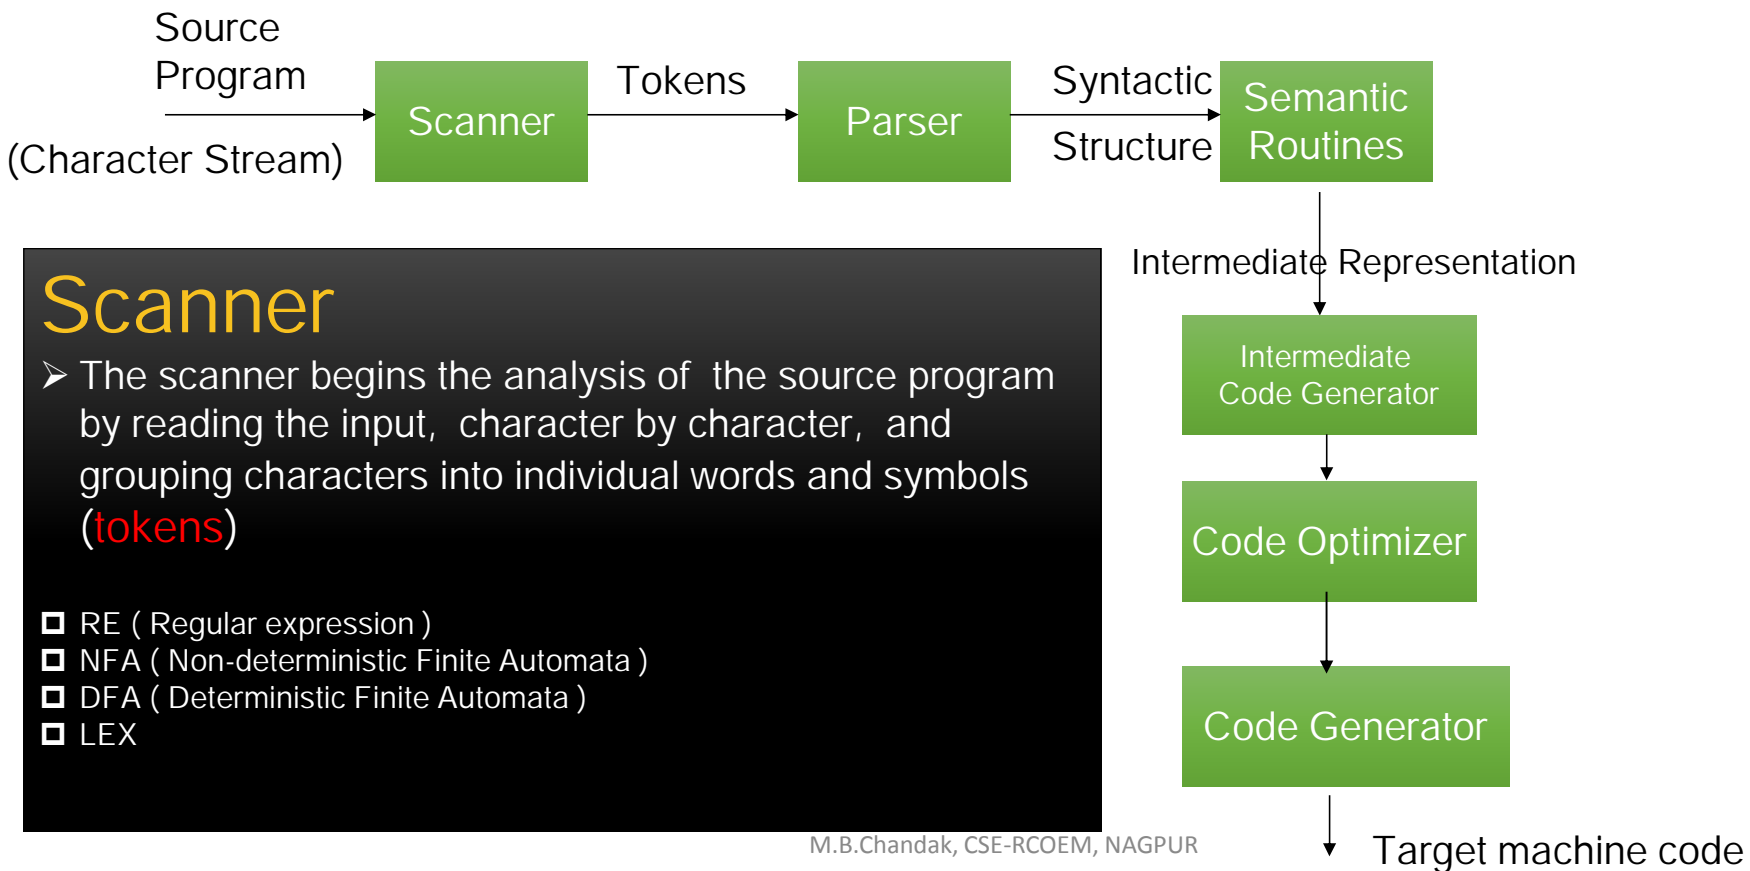 Source
Program
(Character Stream)
Scanner
Tokens
Parser
Syntactic
Structure
Semantic
Routines
Intermediate Representation
Intermediate
Code Generator
Code Optimizer
Code Generator
Target machine code
Scanner
➢ The scanner begins the analysis of the source program
by reading the input, character by character, and
grouping characters into individual words and symbols
(tokens)
RE ( Regular expression )
NFA ( Non-deterministic Finite Automata )
DFA ( Deterministic Finite Automata )
LEX
M.B.Chandak, CSE-RCOEM, NAGPUR